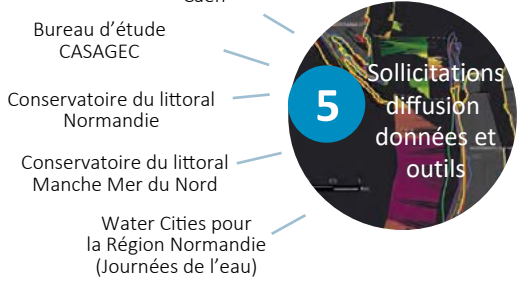 Caen
Bureau d’étude
CASAGEC
Conservatoire du littoral
Normandie
Conservatoire du littoral
Manche Mer du Nord
Water Cities pour
la Région Normandie
(Journées de l’eau)
5
Sollicitations
diffusion
données et
outils